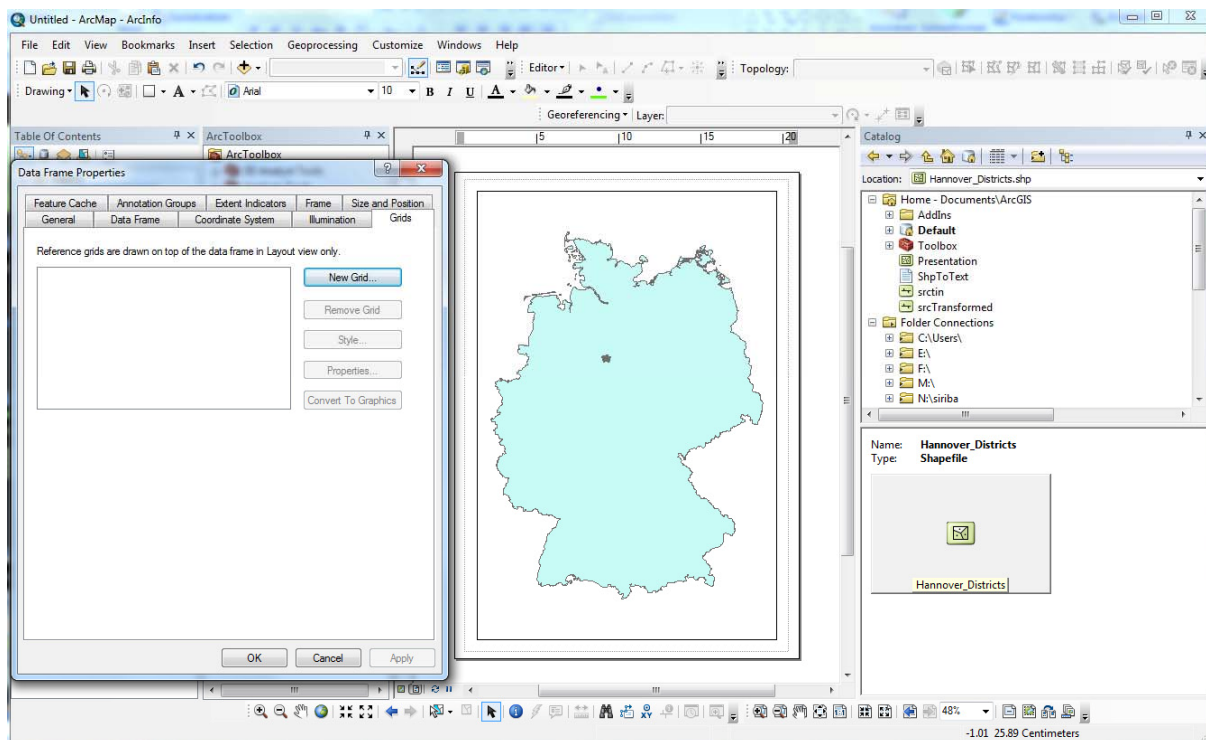 Untitled - ArcMap - ArcInfo
File Edit View Bookmarks Insert Selection Geoprocessing Customize Windows Help
Editor Topology:
Drawing A Arial 10 B I U A
Georeferencing Layer:
Table Of Contents
ArcToolbox
ArcToolbox
Data Frame Properties
Feature Cache Annotation Groups Extent Indicators Frame Size and Position
General Data Frame Coordinate System Illumination Grids
Reference grids are drawn on top of the data frame in Layout view only.
New Grid...
Remove Grid
Style...
Properties...
Convert To Graphics
OK Cancel Apply
5 10 15 20
Catalog
Location: Hannover_Districts.shp
Home - Documents\ArcGIS
AddIns
Default
Toolbox
Presentation
ShpToText
srctin
srcTransformed
Folder Connections
C:\Users\
E:\
F:\
M:\
N:\siriba
Name: Hannover_Districts
Type: Shapefile
Hannover_Districts
XY 1:1 48%
-1.01 25.89 Centimeters